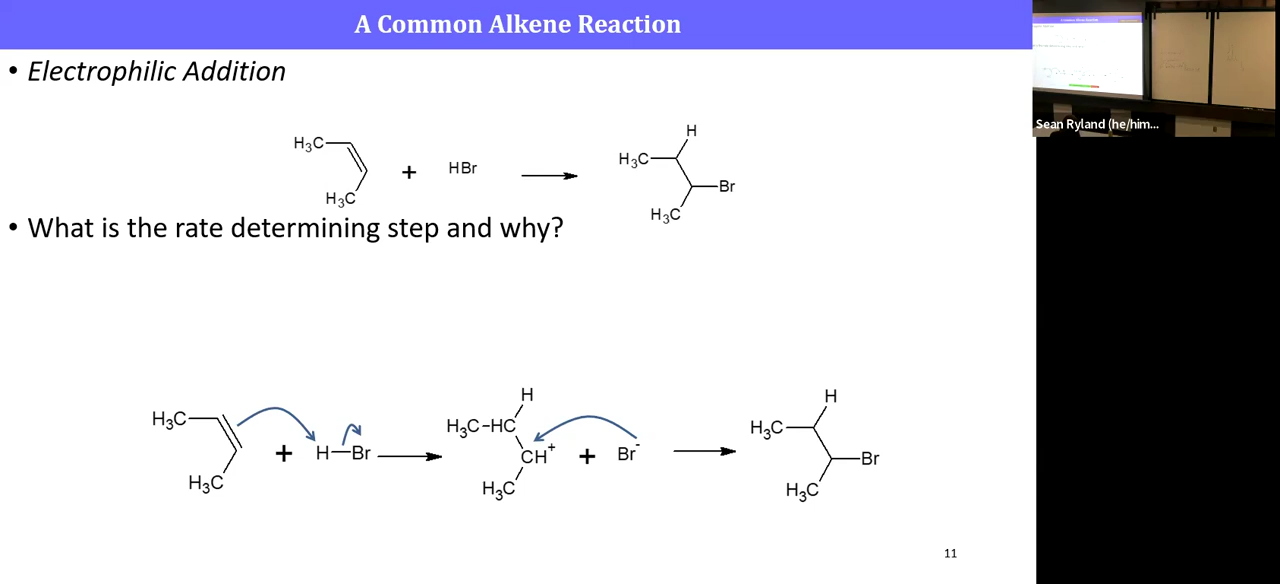 A Common Alkene Reaction
• Electrophilic Addition
H₃C
H₃C
+
HBr
H
H₃C
Br
H₃C
• What is the rate determining step and why?
H₃C
H₃C
+
H—Br
H
H₃C-HC
CH⁺
H₃C
+
Br⁻
H
H₃C
Br
H₃C
11
Sean Ryland (he/him...